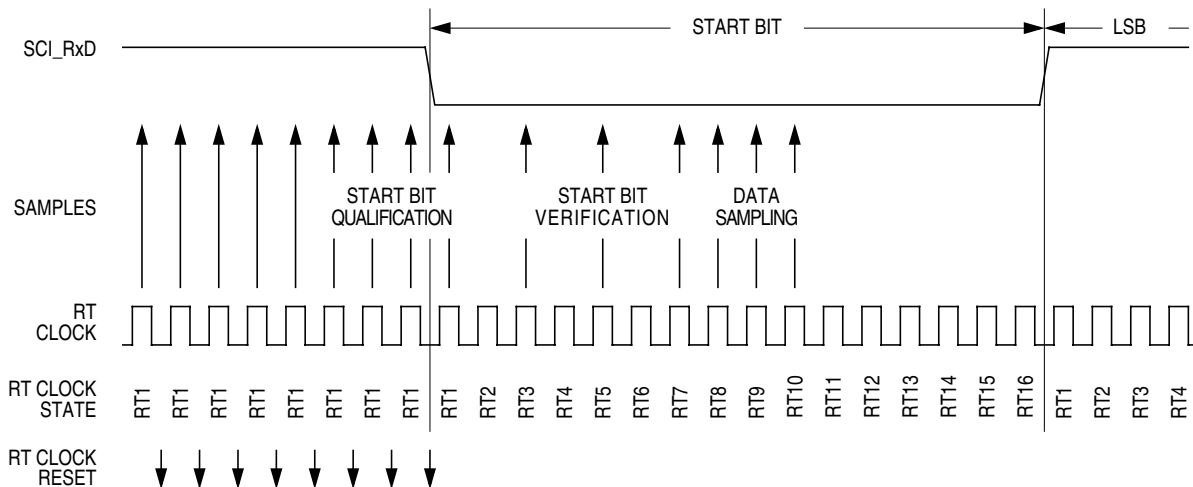 START BIT
LSB
SCI_RxD
SAMPLES
START BIT
QUALIFICATION
START BIT
VERIFICATION
DATA
SAMPLING
RT
CLOCK
RT CLOCK
STATE
RT1 RT1 RT1 RT1 RT1 RT1 RT1 RT1 RT1 RT2 RT3 RT4 RT5 RT6 RT7 RT8 RT9 RT10 RT11 RT12 RT13 RT14 RT15 RT16 RT1 RT2 RT3 RT4
RT CLOCK
RESET